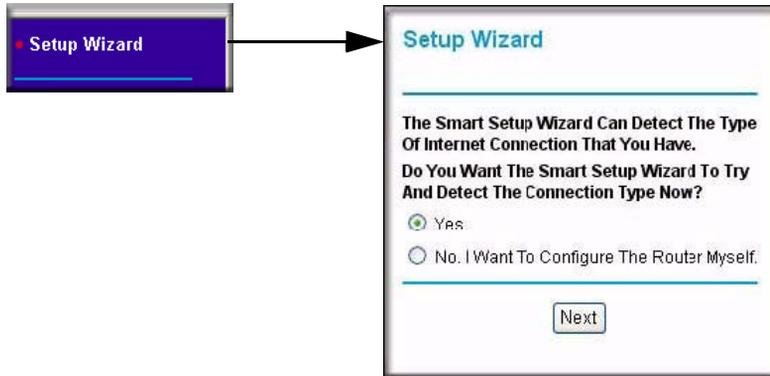 Setup Wizard
Setup Wizard
The Smart Setup Wizard Can Detect The Type
Of Internet Connection That You Have.
Do You Want The Smart Setup Wizard To Try
And Detect The Connection Type Now?
Yes
No. I Want To Configure The Router Myself.
Next